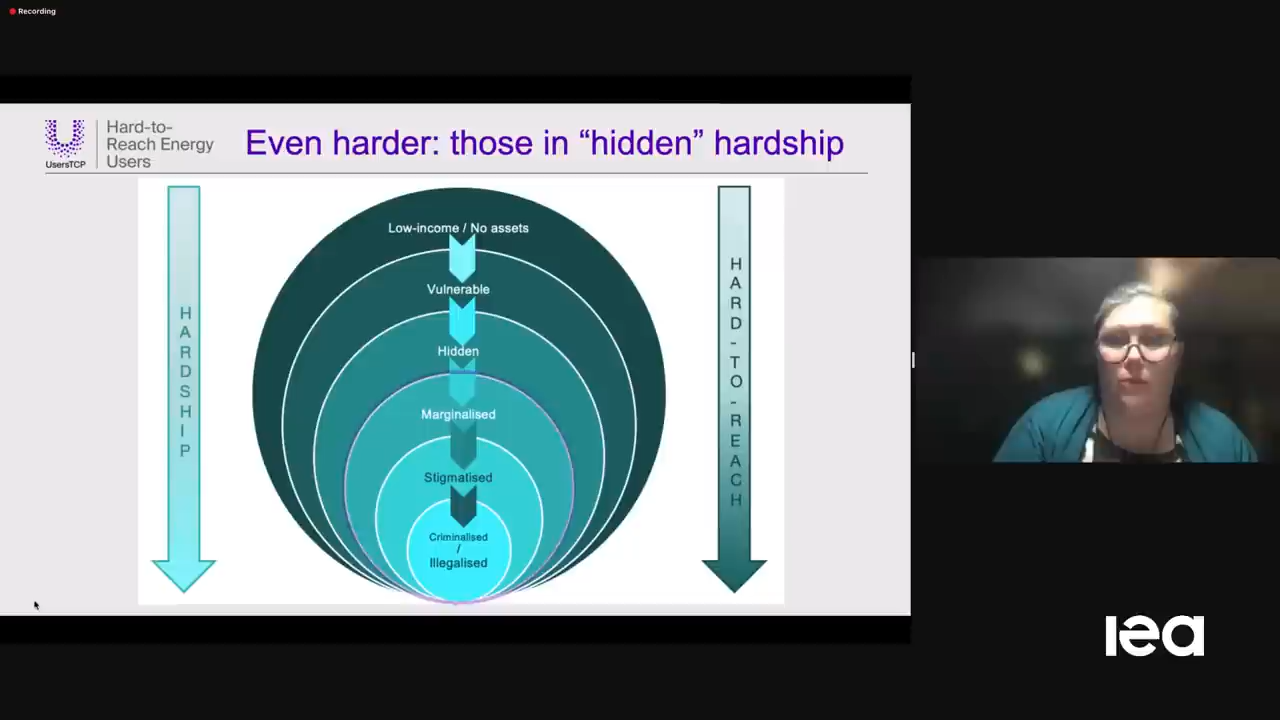 Recording
UsersTCP
Hard-to-
Reach Energy
Users
Even harder: those in “hidden” hardship
HARDSHIP
Low-income / No assets
Vulnerable
Hidden
Marginalised
Stigmatised
Criminalised
/
Illegalised
HARD-TO-REACH
iea